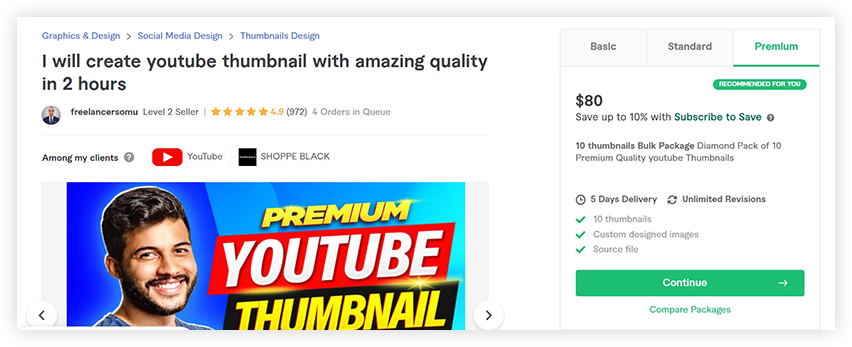 Graphics & Design > Social Media Design > Thumbnails Design
I will create youtube thumbnail with amazing quality
in 2 hours
freelancersomu Level 2 Seller | 4.9 (972) 4 Orders in Queue
Among my clients ? YouTube SHOPPE BLACK
PREMIUM
YOUTUBE
THUMBNAIL
Basic Standard Premium
RECOMMENDED FOR YOU
$80
Save up to 10% with Subscribe to Save ?
10 thumbnails Bulk Package Diamond Pack of 10
Premium Quality youtube Thumbnails
5 Days Delivery Unlimited Revisions
10 thumbnails
Custom designed images
Source file
Continue →
Compare Packages